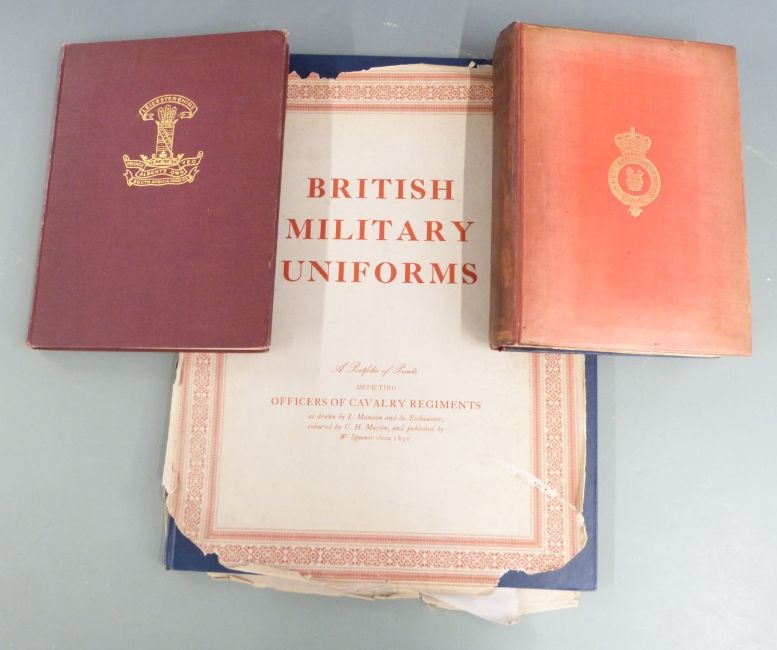 LEICESTERSHIRE
PRINCE YEO
ALBERT'S OWN
SOUTH AFRICA 1900-02
BRITISH
MILITARY
UNIFORMS
A Portfolio of Prints
DEPICTING
OFFICERS OF CAVALRY REGIMENTS
as drawn by L. Mansion and St. Eschauzier,
coloured by C. H. Martin, and published by
W. Spooner circa 1830